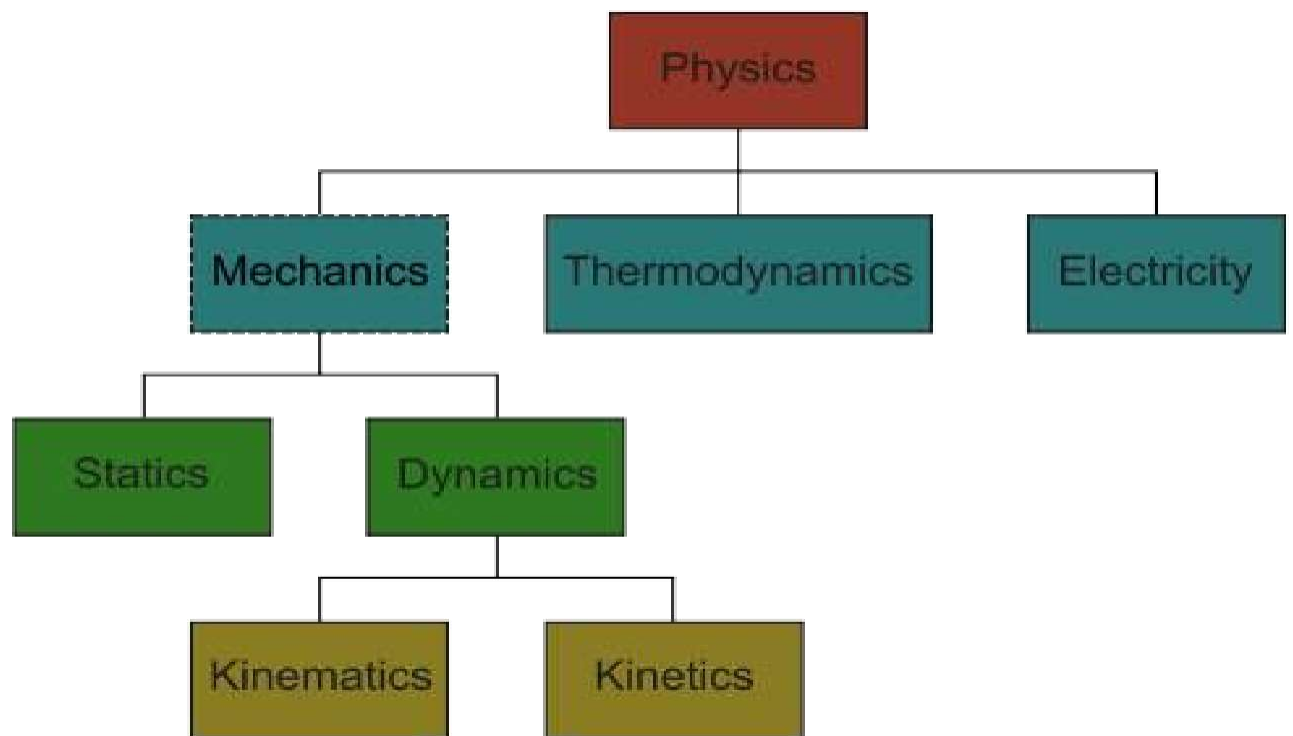 Physics
Mechanics
Thermodynamics
Electricity
Statics
Dynamics
Kinematics
Kinetics